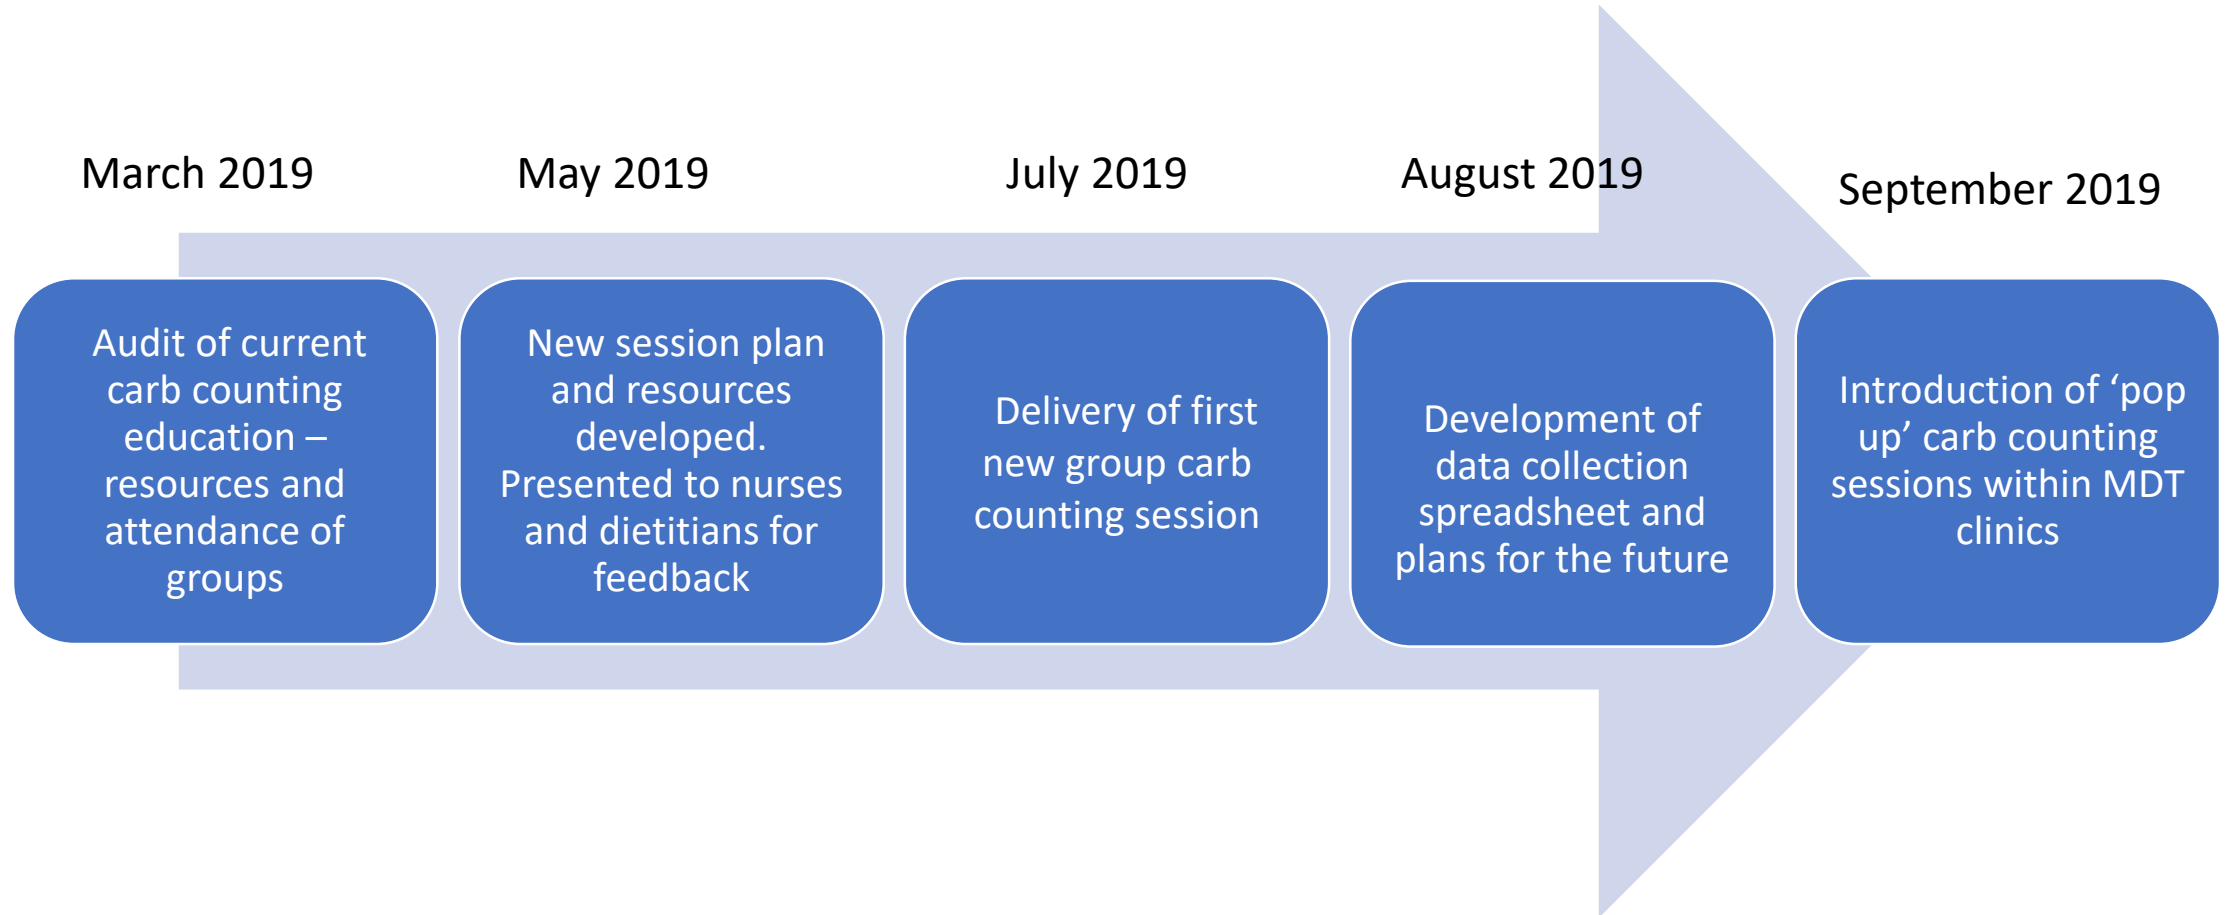 March 2019
May 2019
July 2019
August 2019
September 2019
Audit of current
carb counting
education –
resources and
attendance of
groups
New session plan
and resources
developed.
Presented to nurses
and dietitians for
feedback
Delivery of first
new group carb
counting session
Development of
data collection
spreadsheet and
plans for the future
Introduction of ‘pop
up’ carb counting
sessions within MDT
clinics